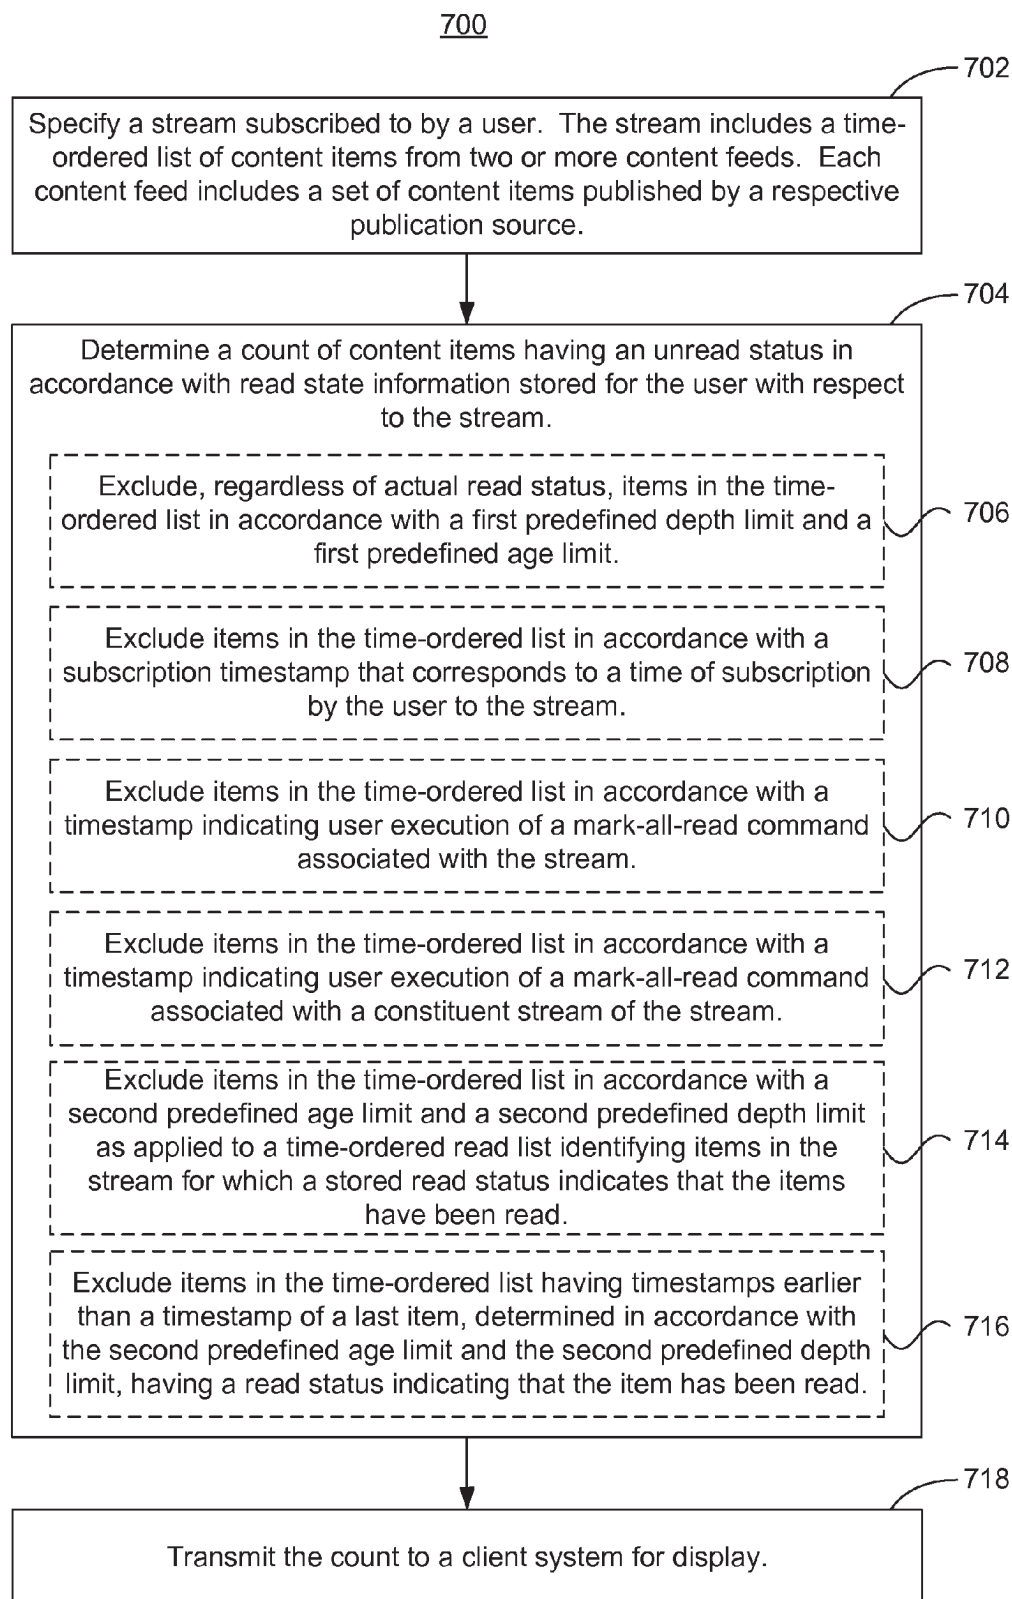 700
702
Specify a stream subscribed to by a user. The stream includes a time-
ordered list of content items from two or more content feeds. Each
content feed includes a set of content items published by a respective
publication source.
704
Determine a count of content items having an unread status in
accordance with read state information stored for the user with respect
to the stream.
Exclude, regardless of actual read status, items in the time-
ordered list in accordance with a first predefined depth limit and a
first predefined age limit.
706
Exclude items in the time-ordered list in accordance with a
subscription timestamp that corresponds to a time of subscription
by the user to the stream.
708
Exclude items in the time-ordered list in accordance with a
timestamp indicating user execution of a mark-all-read command
associated with the stream.
710
Exclude items in the time-ordered list in accordance with a
timestamp indicating user execution of a mark-all-read command
associated with a constituent stream of the stream.
712
Exclude items in the time-ordered list in accordance with a
second predefined age limit and a second predefined depth limit
as applied to a time-ordered read list identifying items in the
stream for which a stored read status indicates that the items
have been read.
714
Exclude items in the time-ordered list having timestamps earlier
than a timestamp of a last item, determined in accordance with
the second predefined age limit and the second predefined depth
limit, having a read status indicating that the item has been read.
716
718
Transmit the count to a client system for display.